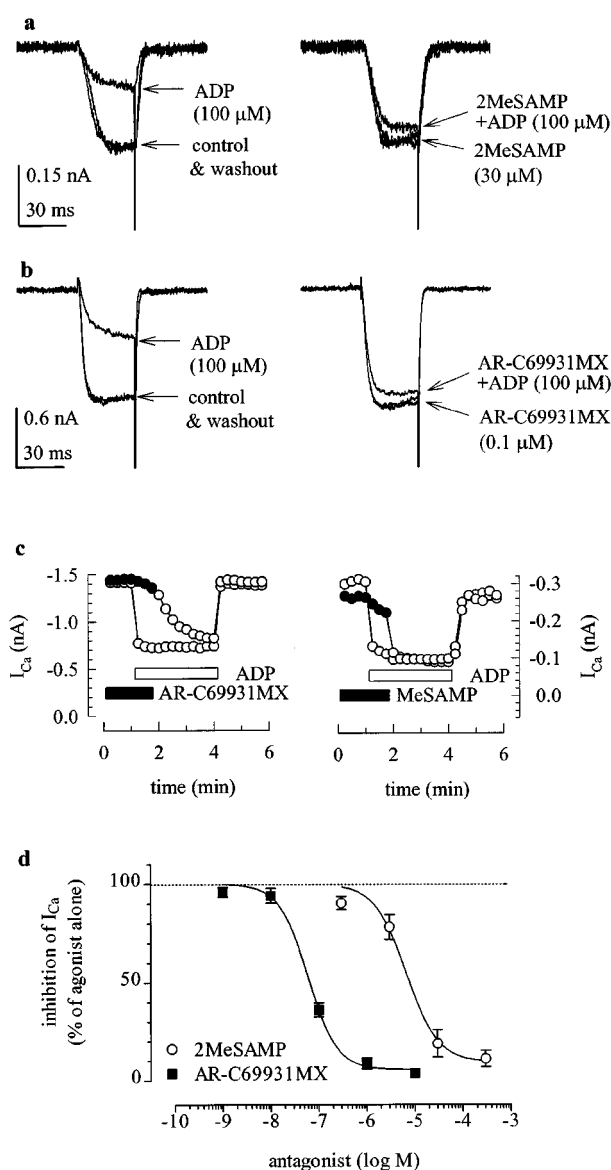 a
ADP
(100 µM)
control
& washout
0.15 nA
30 ms
2MeSAMP
+ADP (100 µM)
2MeSAMP
(30 µM)
b
ADP
(100 µM)
control
& washout
0.6 nA
30 ms
AR-C69931MX
+ADP (100 µM)
AR-C69931MX
(0.1 µM)
c
-1.5
-1.0
-0.5
0.0
I_Ca (nA)
ADP
AR-C69931MX
0 2 4 6
time (min)
-0.3
-0.2
-0.1
0.0
I_Ca (nA)
ADP
MeSAMP
0 2 4 6
time (min)
d
100
50
0
inhibition of I_Ca
(% of agonist alone)
2MeSAMP
AR-C69931MX
-10 -9 -8 -7 -6 -5 -4 -3
antagonist (log M)